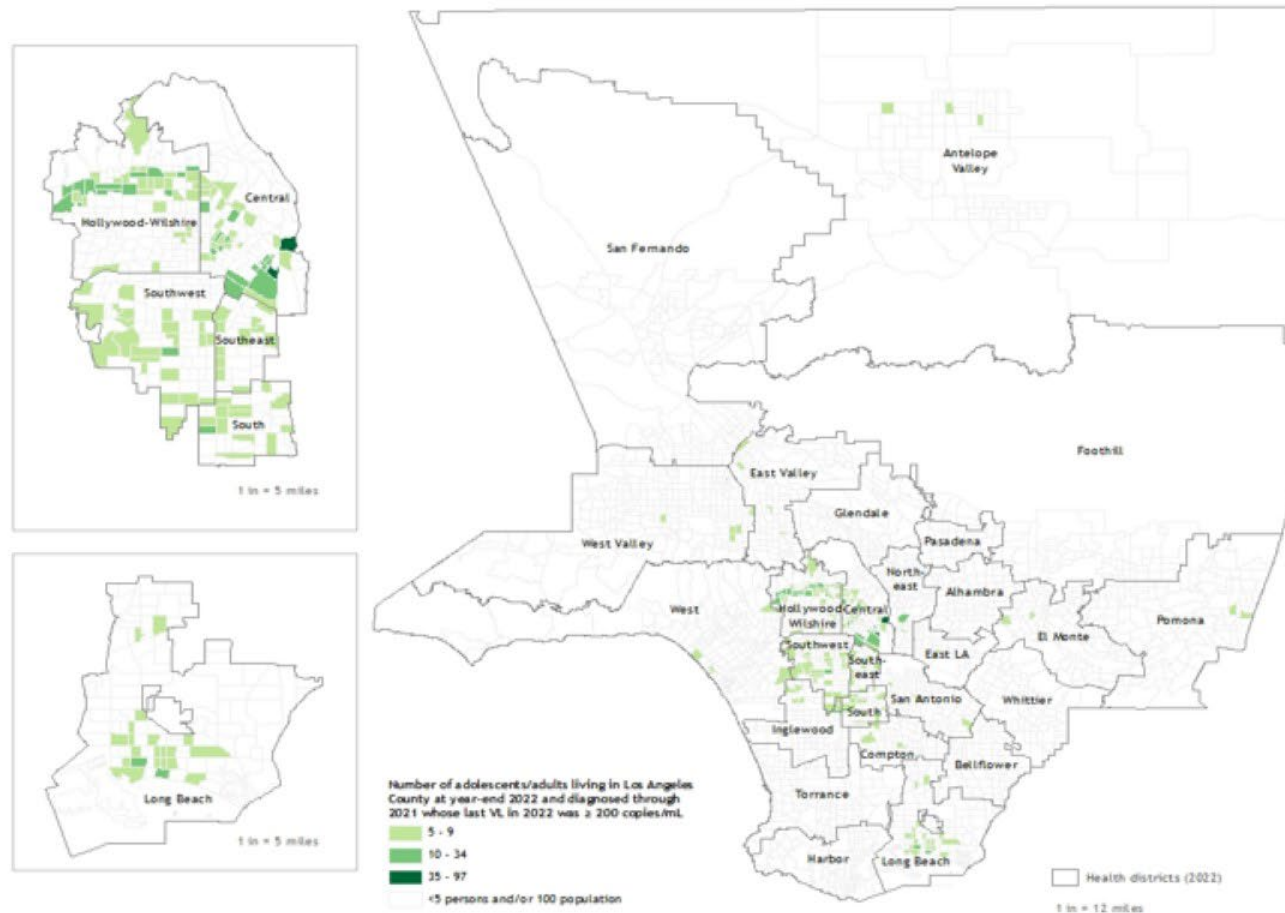 Central
Hollywood-Wilshire
Southwest
Southeast
South
1 in = 5 miles
Long Beach
1 in = 5 miles
Antelope
Valley
San Fernando
Foothill
East Valley
Glendale
West Valley
Pasadena
North-
east
Alhambra
West
Hollywood
Wilshire
Central
El Monte
Pomona
Southwest
East LA
South-
east
San Antonio
Whittier
South
Inglewood
Compton
Bellflower
Torrance
Harbor
Long Beach
Number of adolescents/adults living in Los Angeles
County at year-end 2022 and diagnosed through
2021 whose last VL in 2022 was ≥ 200 copies/mL
5 - 9
10 - 34
35 - 97
<5 persons and/or 100 population
Health districts (2022)
1 in = 12 miles